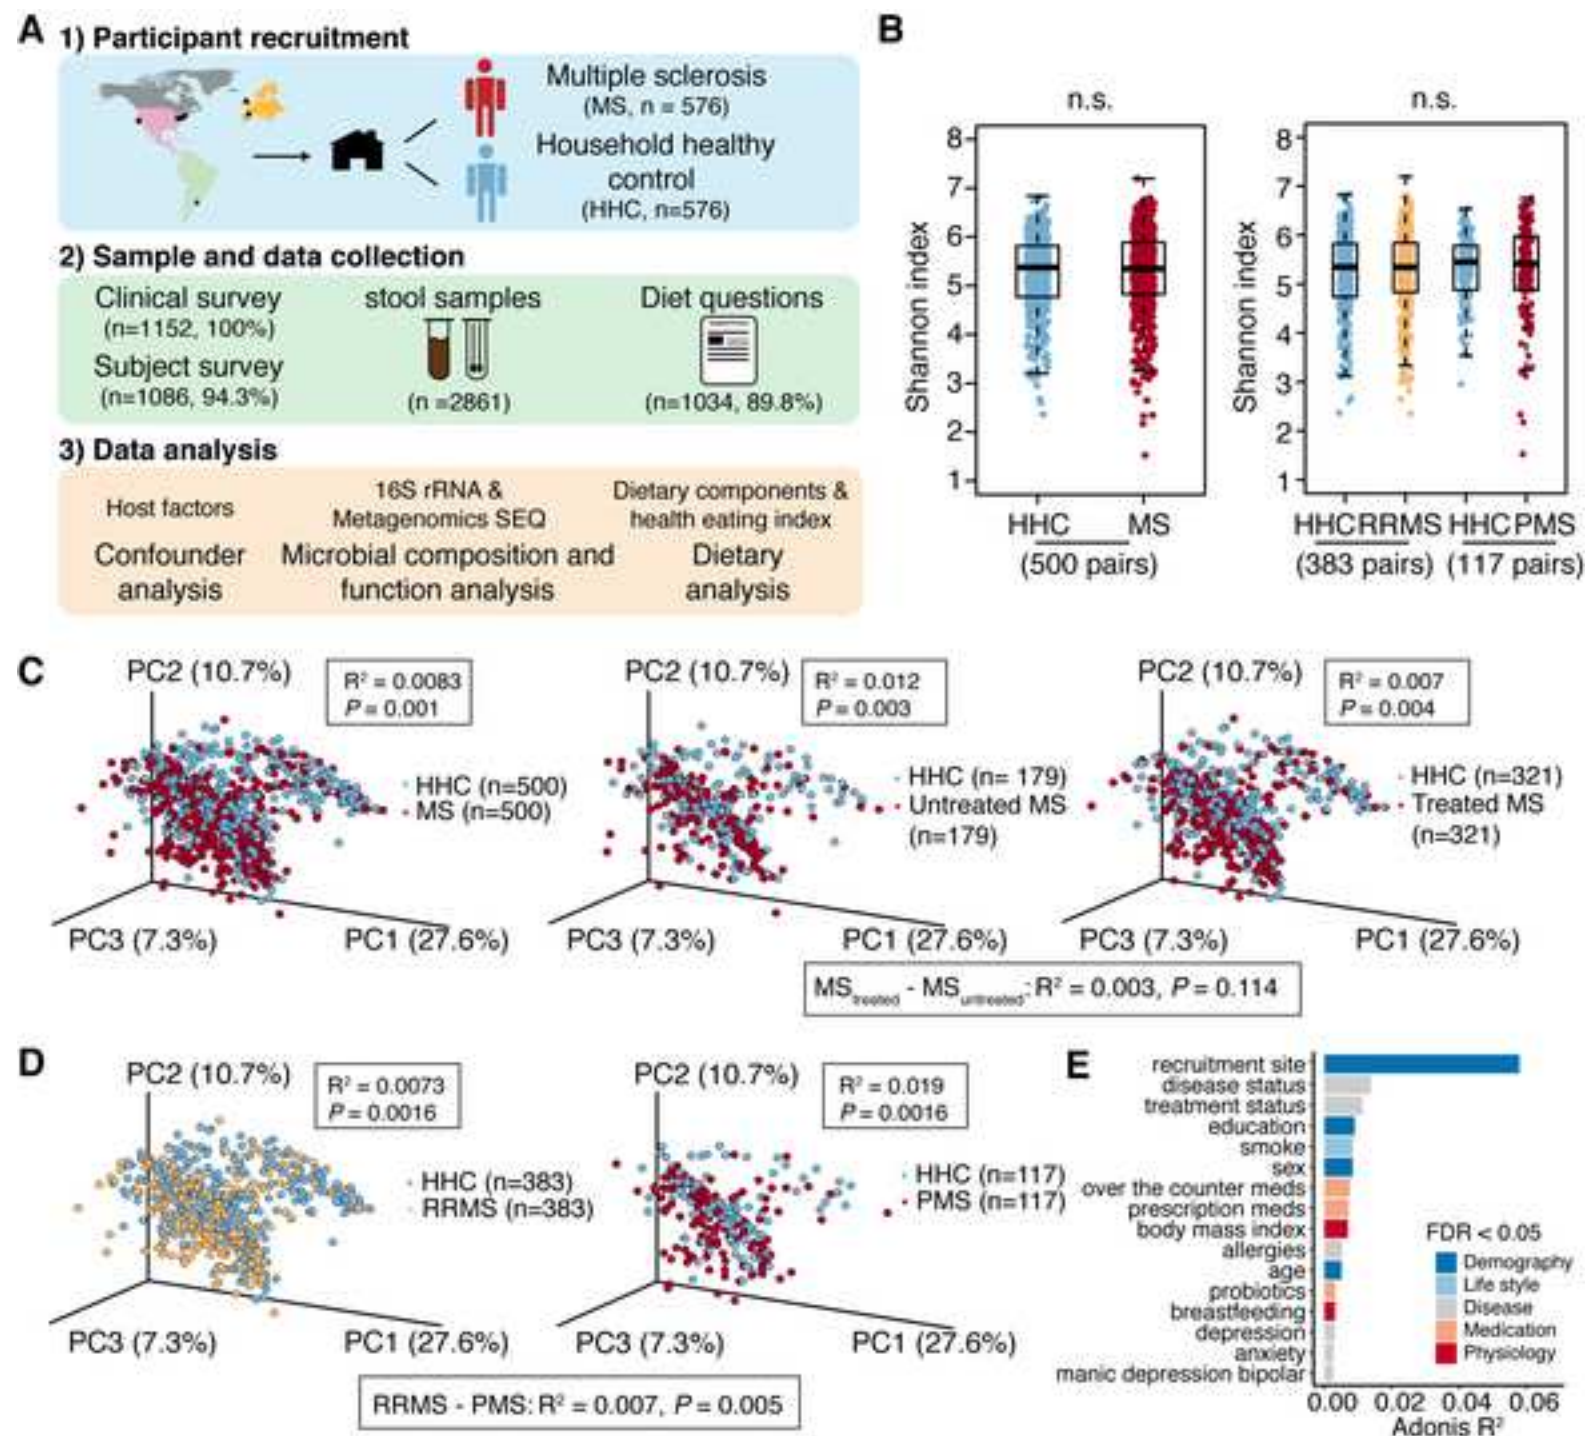 A
1) Participant recruitment
Multiple sclerosis
(MS, n = 576)
Household healthy
control
(HHC, n=576)
2) Sample and data collection
Clinical survey
(n=1152, 100%)
Subject survey
(n=1086, 94.3%)
stool samples
(n =2861)
Diet questions
(n=1034, 89.8%)
3) Data analysis
Host factors
Confounder
analysis
16S rRNA &
Metagenomics SEQ
Microbial composition and
function analysis
Dietary components &
health eating index
Dietary
analysis
B
n.s.
Shannon index
8
7
6
5
4
3
2
1
HHC MS
(500 pairs)
n.s.
Shannon index
8
7
6
5
4
3
2
1
HHC RRMS HHC PMS
(383 pairs) (117 pairs)
C
PC2 (10.7%)
R² = 0.0083
P = 0.001
HHC (n=500)
MS (n=500)
PC3 (7.3%)
PC1 (27.6%)
PC2 (10.7%)
R² = 0.012
P = 0.003
HHC (n= 179)
Untreated MS
(n=179)
PC3 (7.3%)
PC1 (27.6%)
PC2 (10.7%)
R² = 0.007
P = 0.004
HHC (n=321)
Treated MS
(n=321)
PC3 (7.3%)
PC1 (27.6%)
MS treated - MS untreated: R² = 0.003, P = 0.114
D
PC2 (10.7%)
R² = 0.0073
P = 0.0016
HHC (n=383)
RRMS (n=383)
PC3 (7.3%)
PC1 (27.6%)
PC2 (10.7%)
R² = 0.019
P = 0.0016
HHC (n=117)
PMS (n=117)
PC3 (7.3%)
PC1 (27.6%)
RRMS - PMS: R² = 0.007, P = 0.005
E
recruitment site
disease status
treatment status
education
smoke
sex
over the counter meds
prescription meds
body mass index
allergies
age
probiotics
breastfeeding
depression
anxiety
manic depression bipolar
FDR < 0.05
Demography
Life style
Disease
Medication
Physiology
0.00 0.02 0.04 0.06
Adonis R²